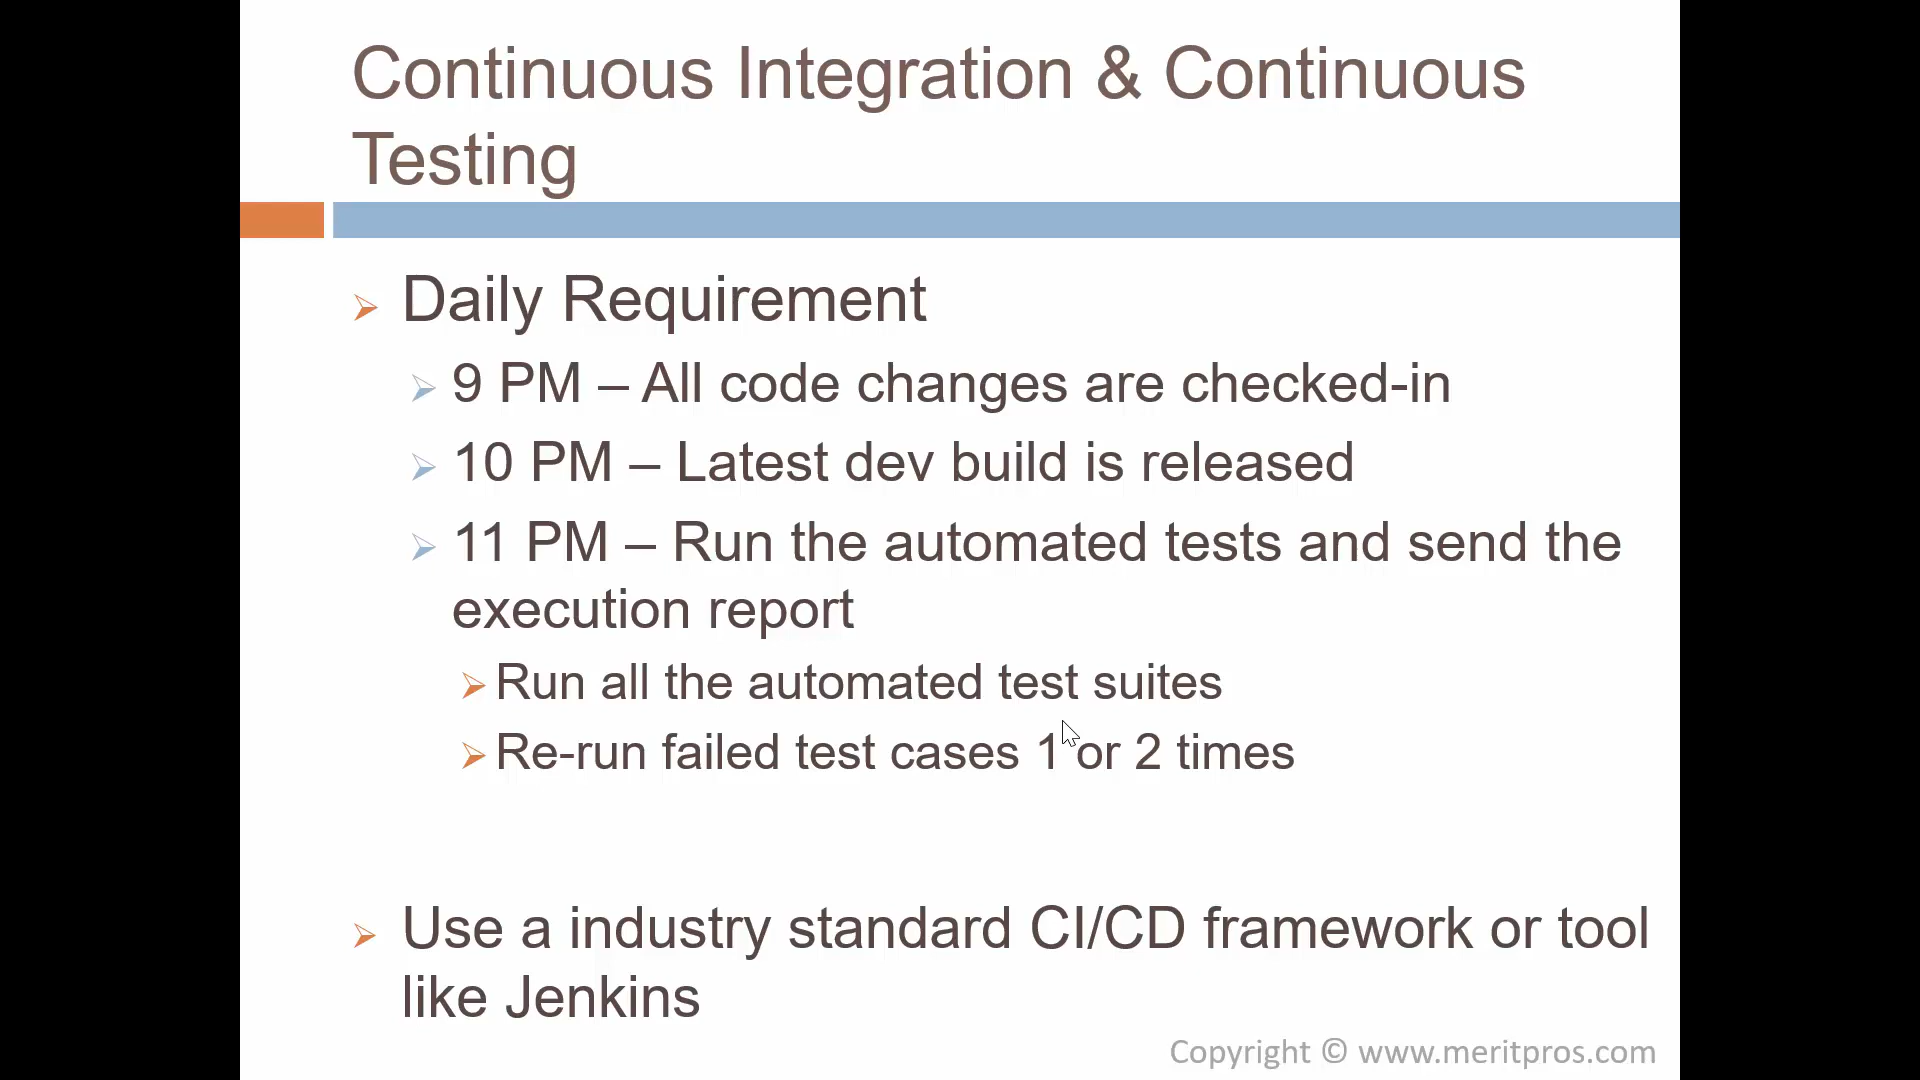 Continuous Integration & Continuous
Testing
Daily Requirement
9 PM – All code changes are checked-in
10 PM – Latest dev build is released
11 PM – Run the automated tests and send the
execution report
Run all the automated test suites
Re-run failed test cases 1 or 2 times
Use a industry standard CI/CD framework or tool
like Jenkins
Copyright © www.meritpros.com